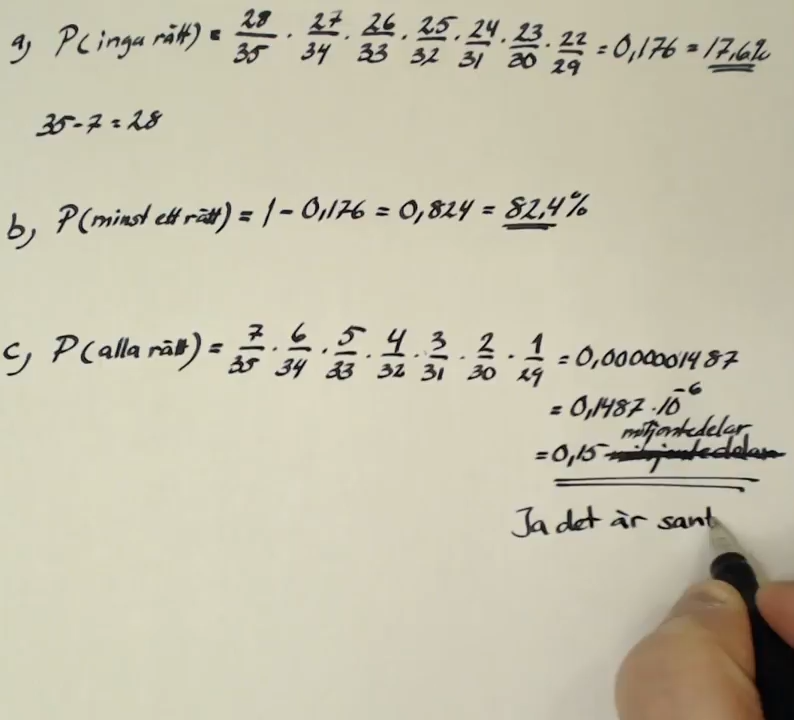 a) P(inga rätt) = 28/35 · 27/34 · 26/33 · 25/32 · 24/31 · 23/30 · 22/29 = 0,176 = 17,6%
35-7 = 28
b) P(minst ett rätt) = 1 - 0,176 = 0,824 = 82,4%
c) P(alla rätt) = 7/35 · 6/34 · 5/33 · 4/32 · 3/31 · 2/30 · 1/29 = 0,0000001487
= 0,1487 · 10^-6
= 0,15 miljontedelar
Ja det är sant